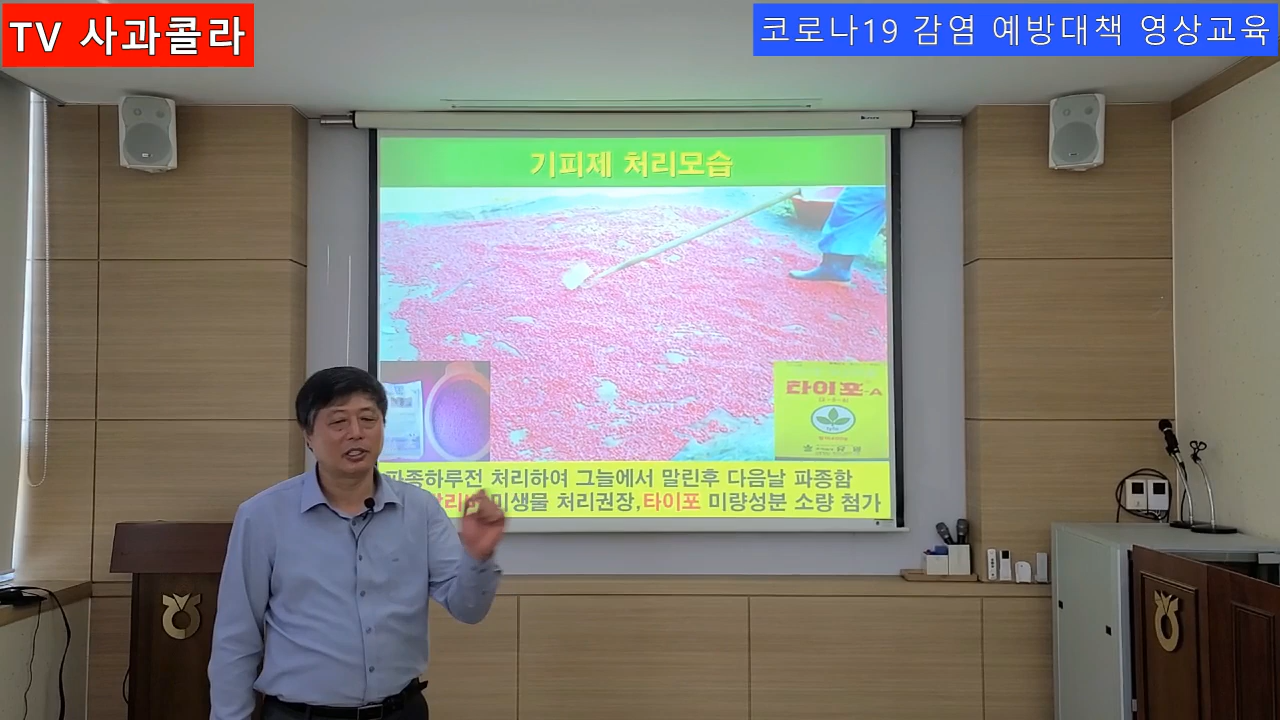 TV 사과콜라
코로나19 감염 예방대책 영상교육
기피제 처리모습
타이포-A
파종하루전 처리하여 그늘에서 말린후 다음날 파종함
미생물 처리권장, 타이포 미량성분 소량 첨가